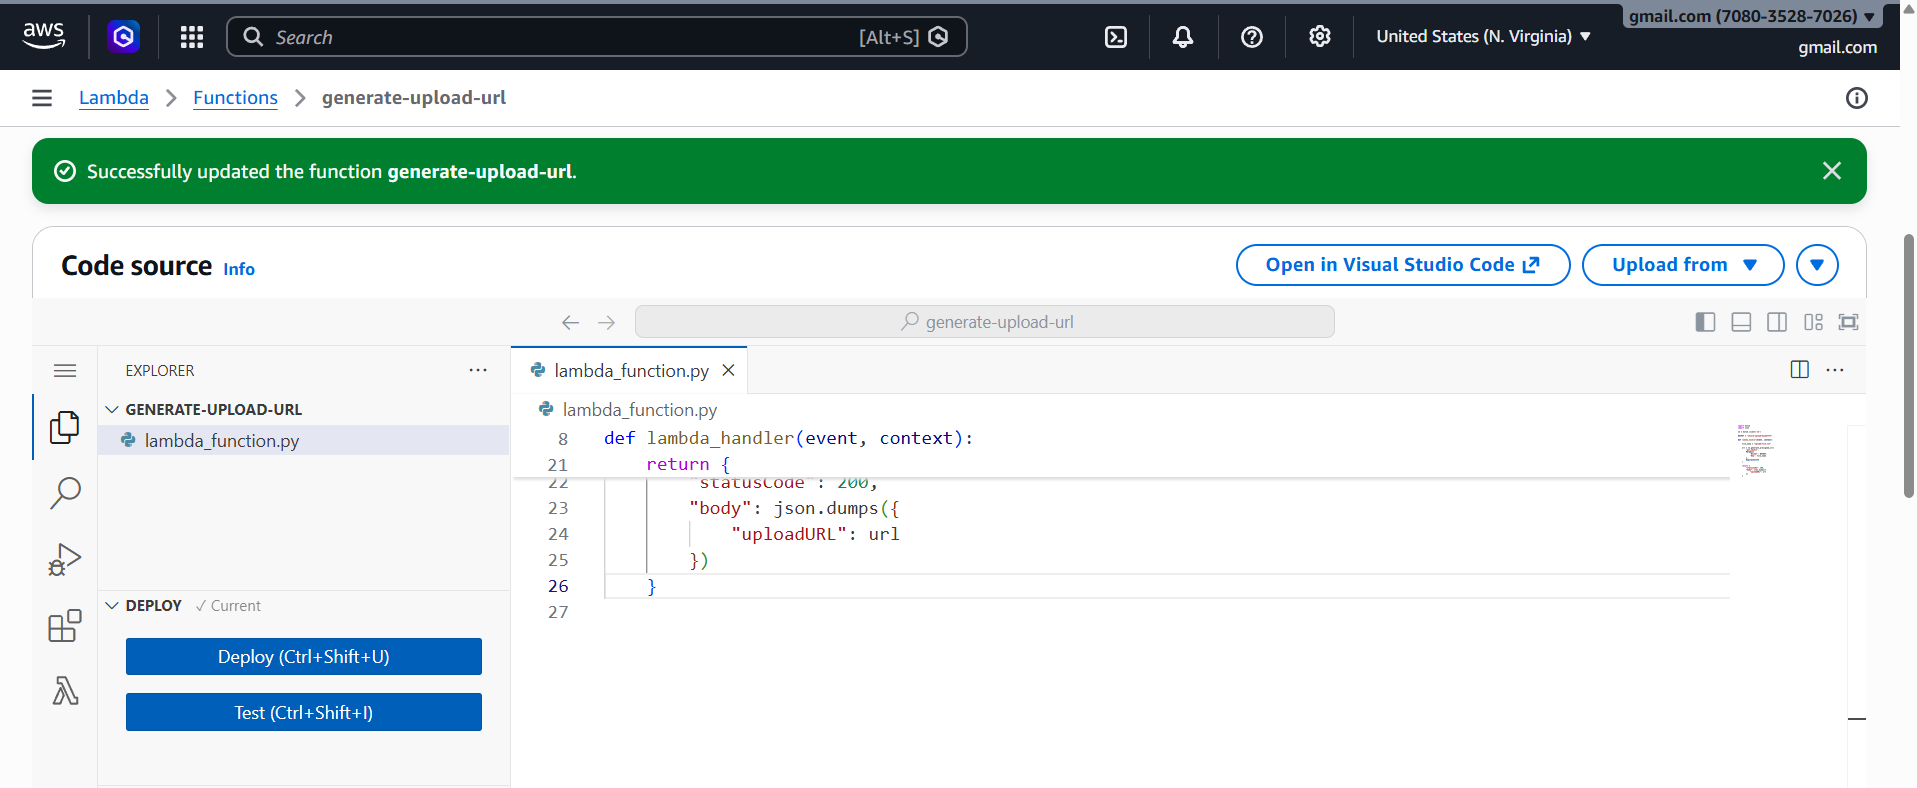 aws
Search
[Alt+S]
United States (N. Virginia)
gmail.com (7080-3528-7026)
gmail.com
Lambda
Functions
generate-upload-url
Successfully updated the function generate-upload-url.
Code source
Info
Open in Visual Studio Code
Upload from
generate-upload-url
EXPLORER
GENERATE-UPLOAD-URL
lambda_function.py
DEPLOY ✓ Current
Deploy (Ctrl+Shift+U)
Test (Ctrl+Shift+I)
lambda_function.py
lambda_function.py
8 def lambda_handler(event, context):
21 return {
22 "statusCode": 200,
23 "body": json.dumps({
24 "uploadURL": url
25 })
26 }
27